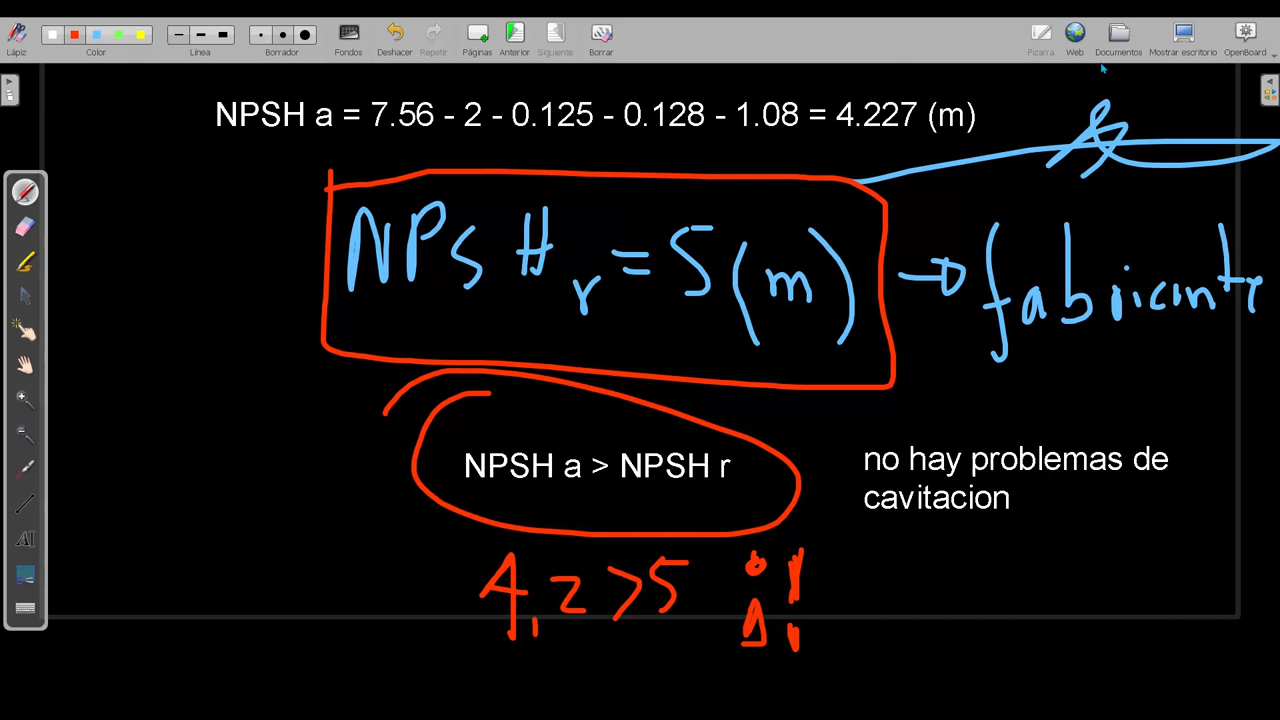 Lápiz Color Línea Borrador Fondos Deshacer Repetir Páginas Anterior Siguiente Borrar Pizarra Web Documentos Mostrar escritorio OpenBoard
NPSH a = 7.56 - 2 - 0.125 - 0.128 - 1.08 = 4.227 (m)
NPSH r = 5 (m) → fabricante
NPSH a > NPSH r
no hay problemas de
cavitacion
4,2 > 5 ¡!